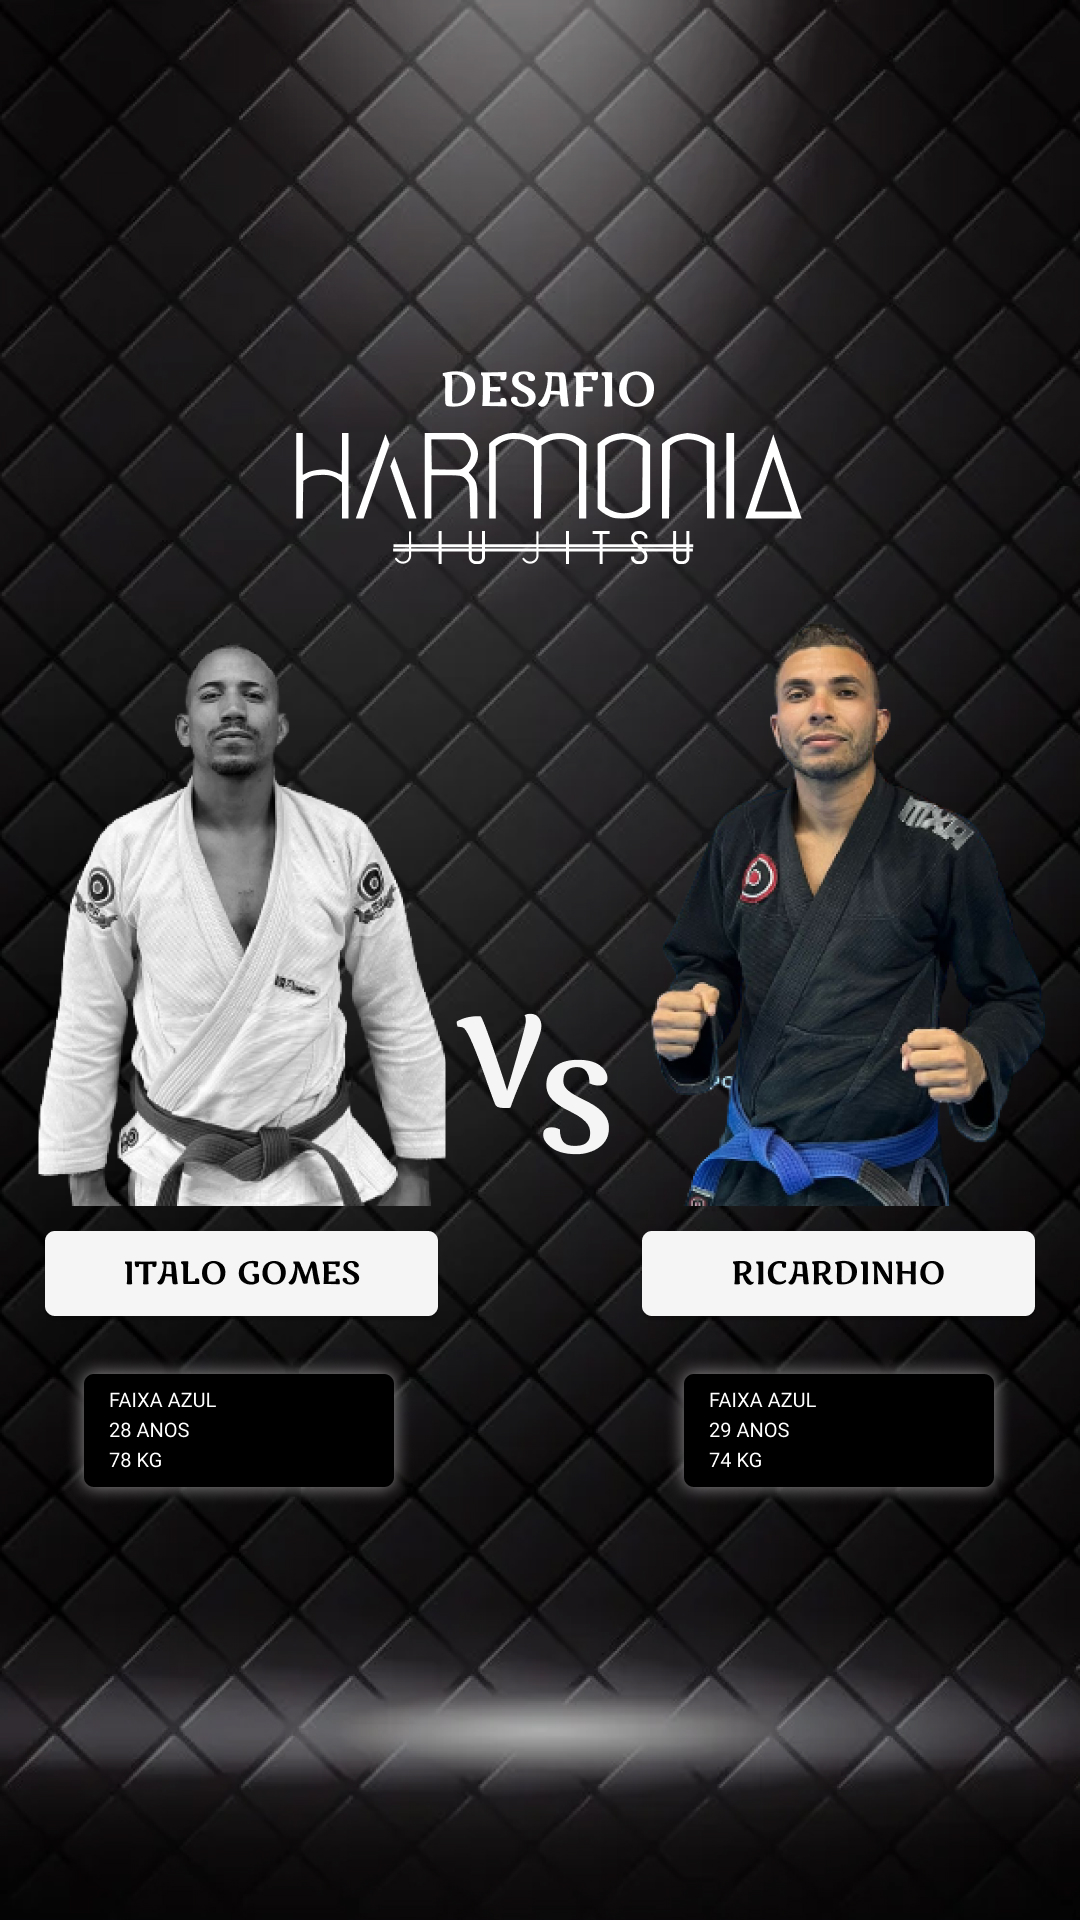 DESAFIO
HARMONIA
JIU JITSU
VS
ITALO GOMES
RICARDINHO
FAIXA AZUL
28 ANOS
78 KG
FAIXA AZUL
29 ANOS
74 KG